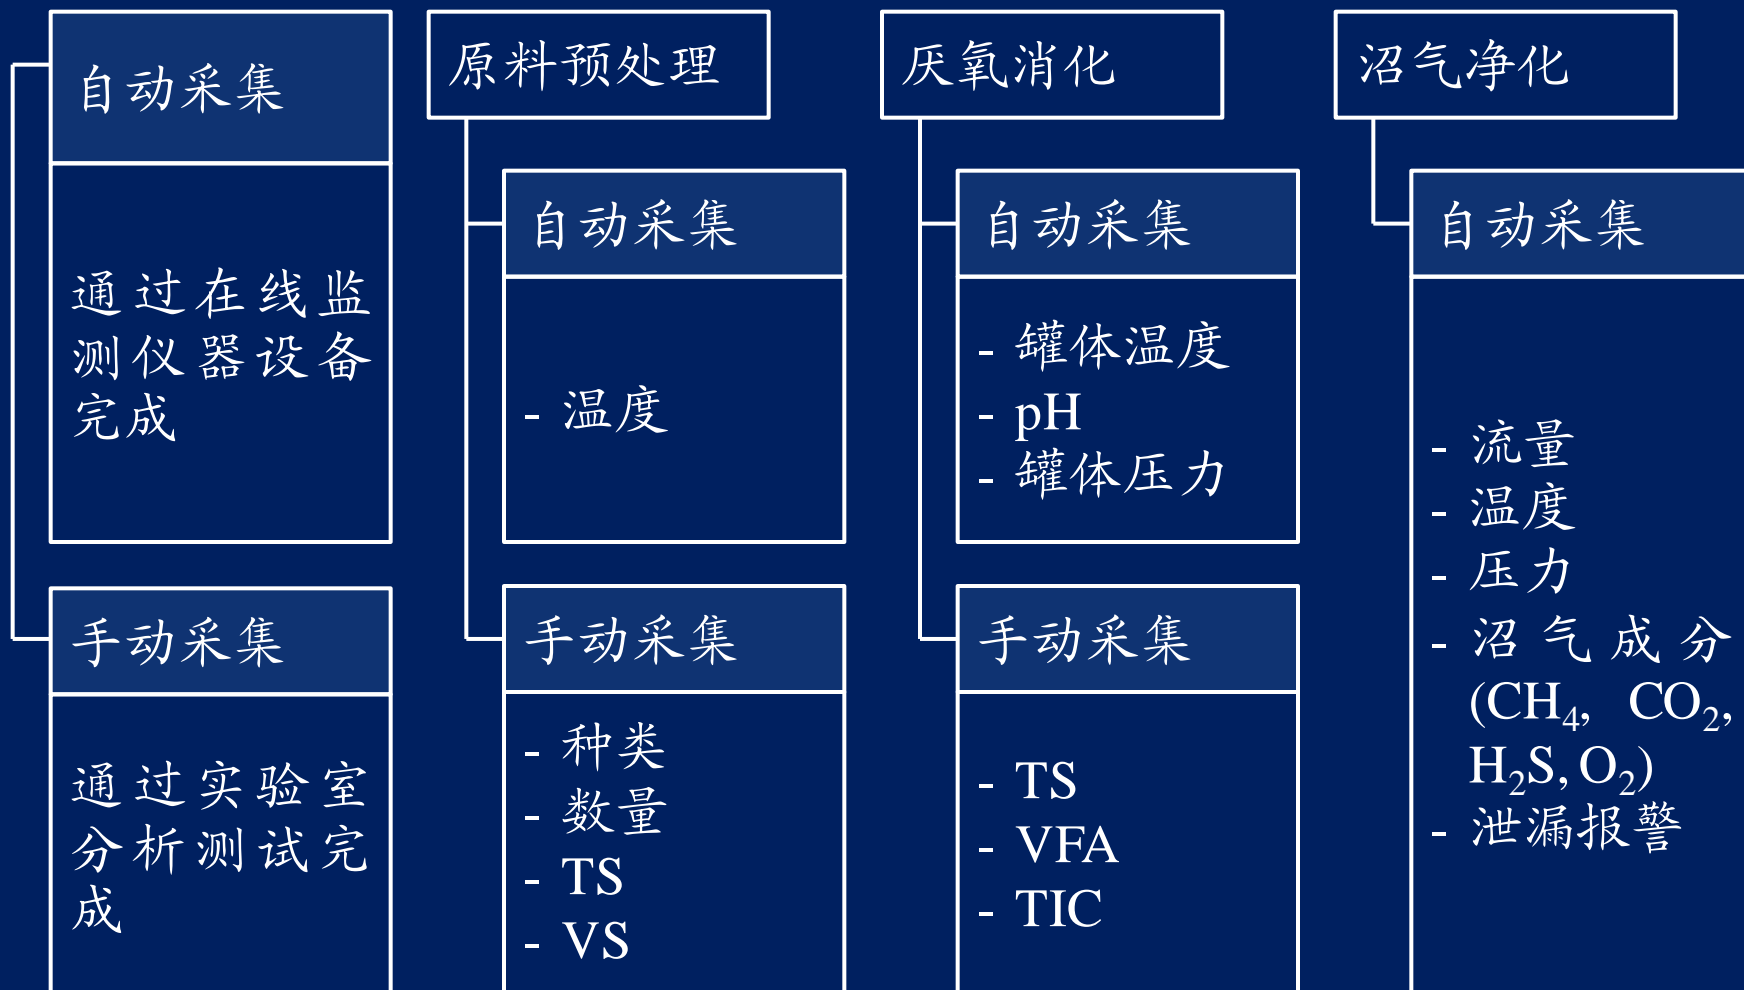 自动采集
通过在线监
测仪器设备
完成
手动采集
通过实验室
分析测试完
成
原料预处理
自动采集
- 温度
手动采集
- 种类
- 数量
- TS
- VS
厌氧消化
自动采集
- 罐体温度
- pH
- 罐体压力
手动采集
- TS
- VFA
- TIC
沼气净化
自动采集
- 流量
- 温度
- 压力
- 沼气成分
(CH₄, CO₂,
H₂S, O₂)
- 泄漏报警